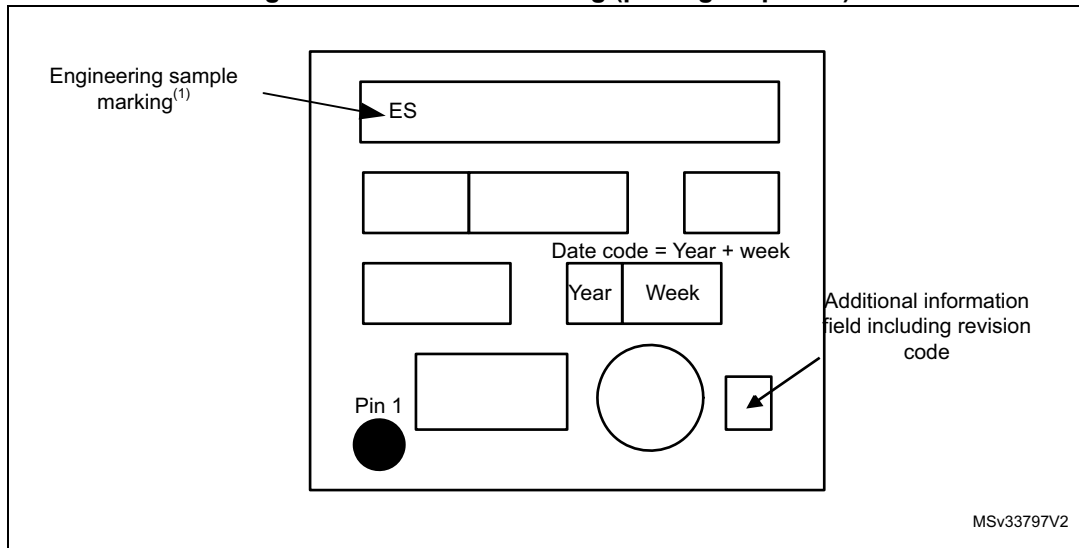 Engineering sample
marking(1)
ES
Date code = Year + week
Year Week
Additional information
field including revision
code
Pin 1
MSv33797V2